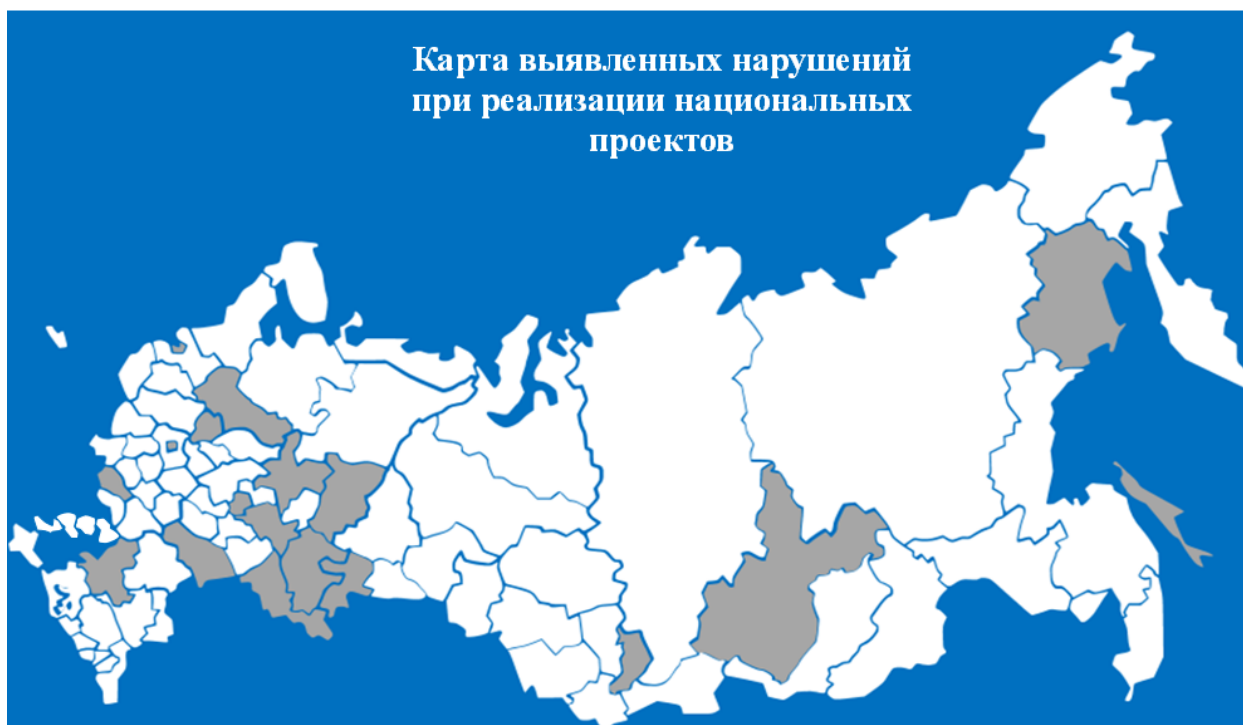 Карта выявленных нарушений
при реализации национальных
проектов